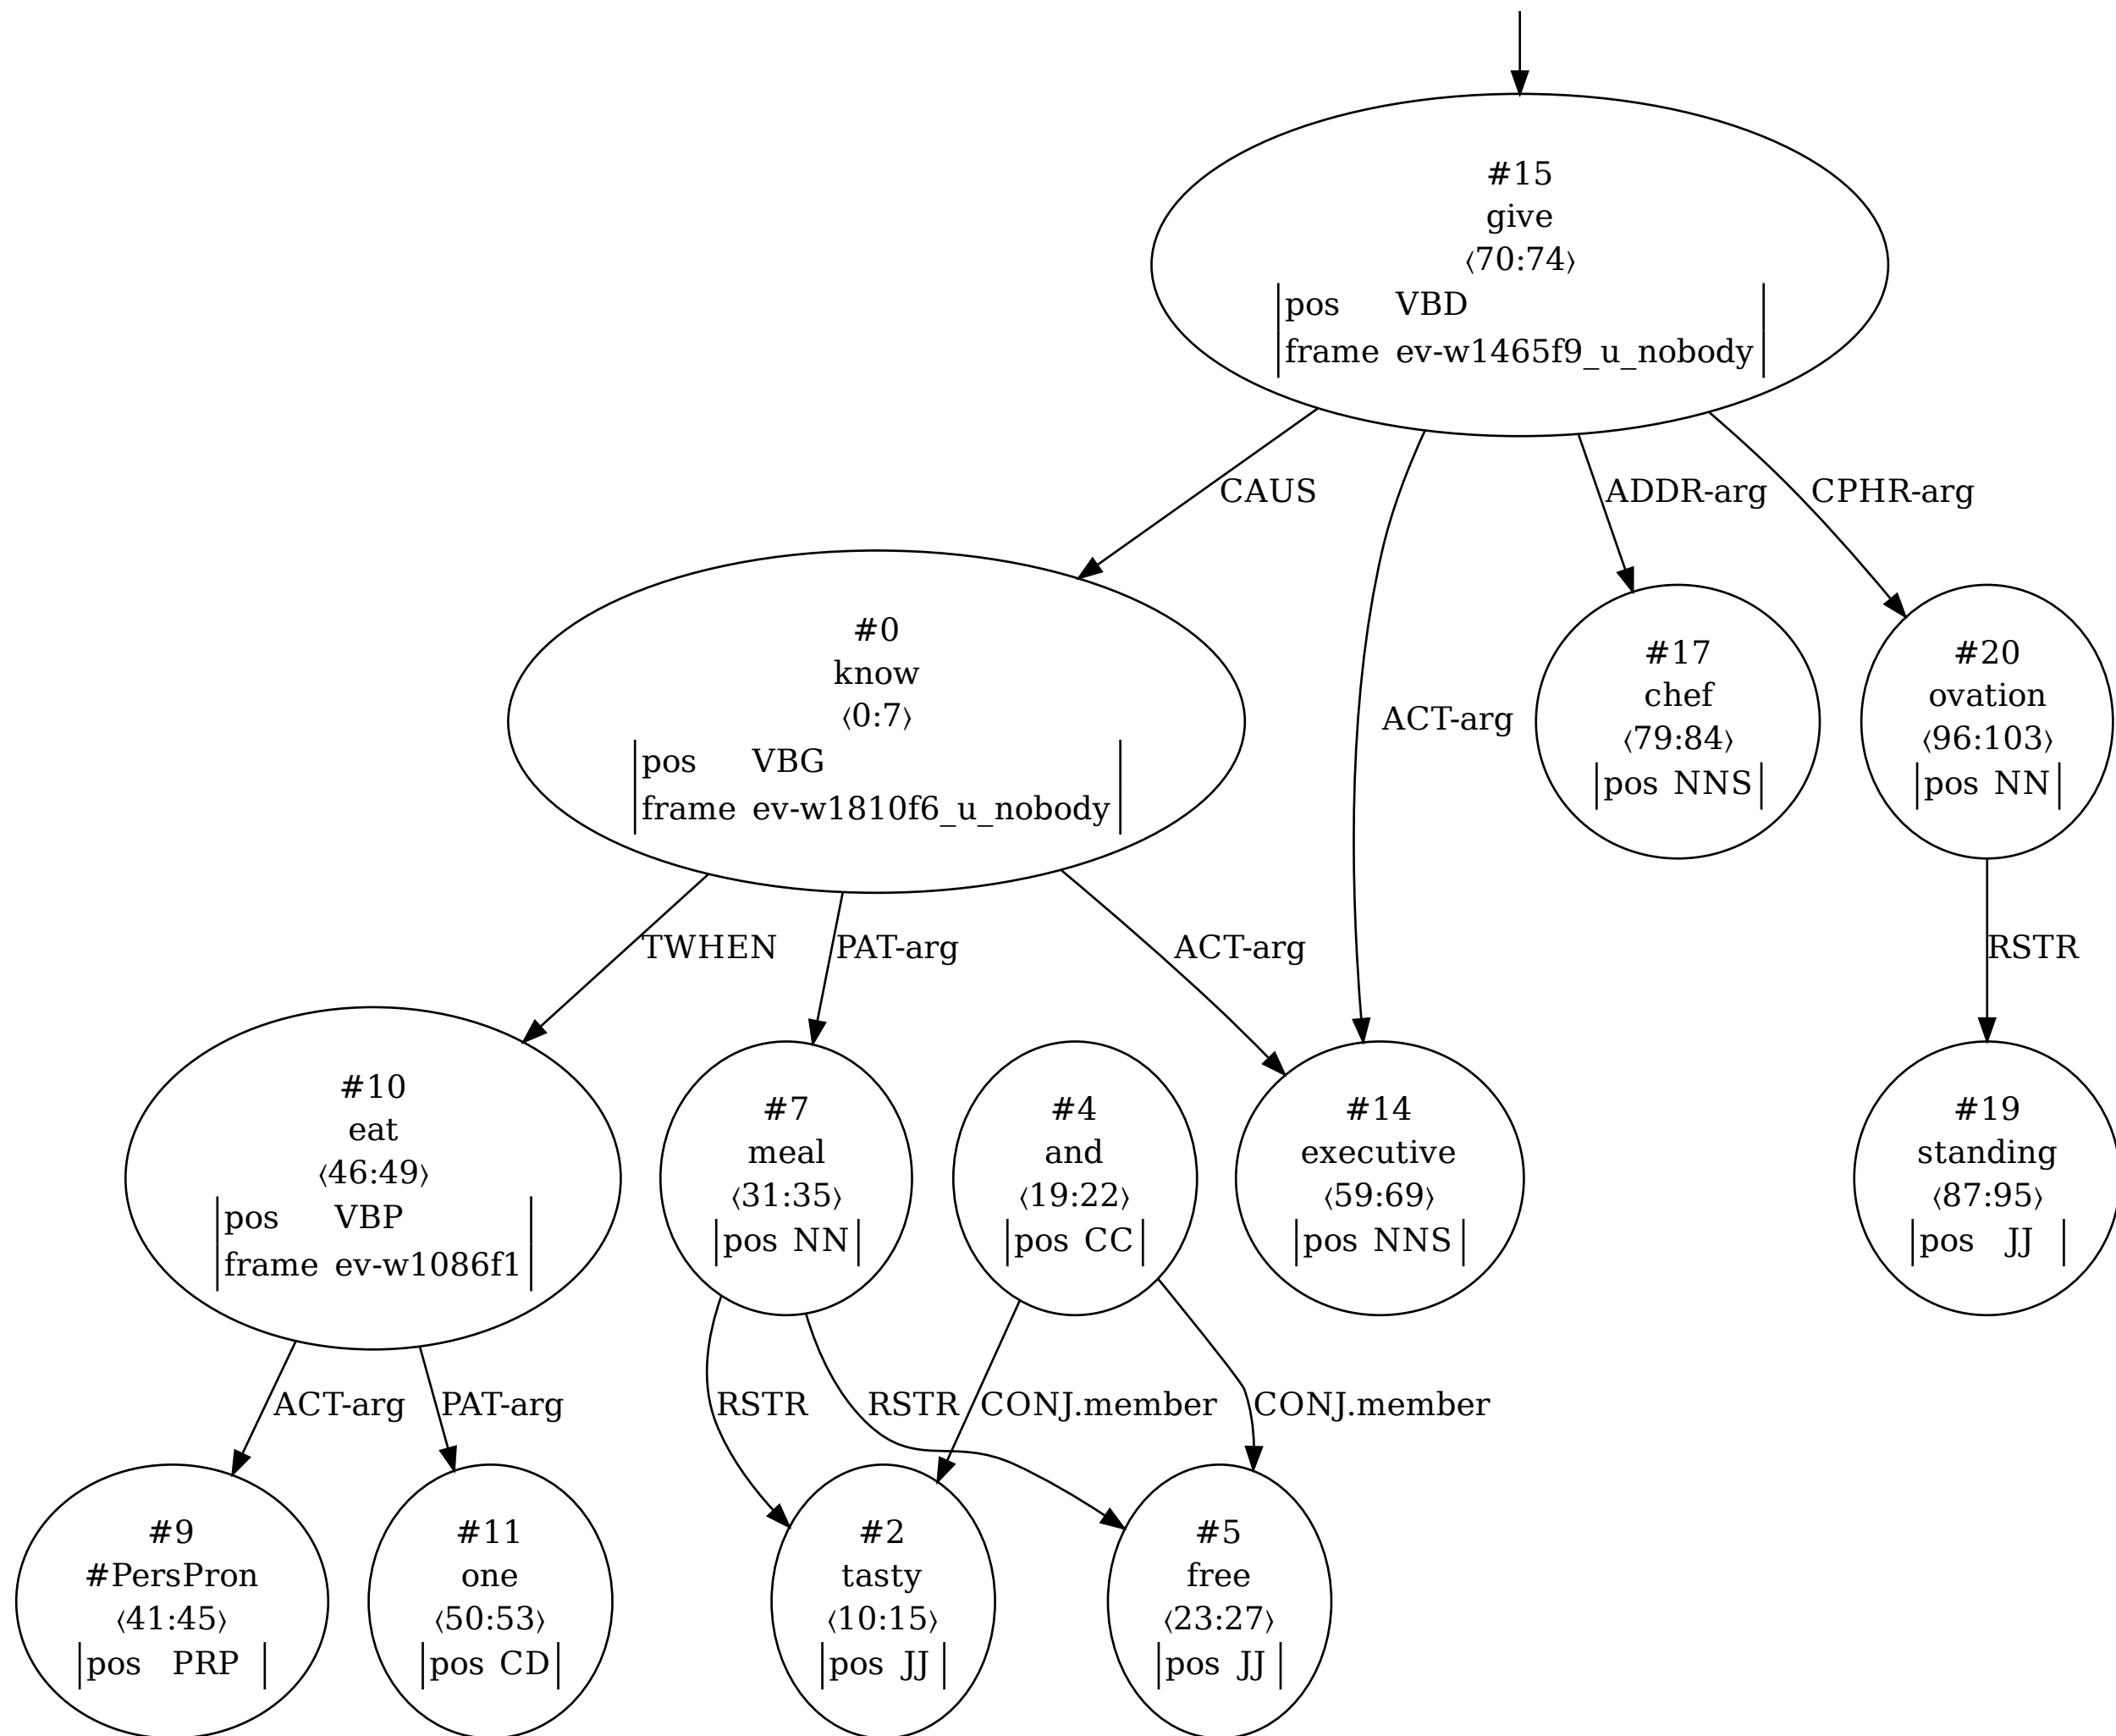 #15
give
⟨70:74⟩
pos VBD
frame ev-w1465f9_u_nobody
CAUS
ACT-arg
ADDR-arg
CPHR-arg
#0
know
⟨0:7⟩
pos VBG
frame ev-w1810f6_u_nobody
#17
chef
⟨79:84⟩
pos NNS
#20
ovation
⟨96:103⟩
pos NN
TWHEN
PAT-arg
ACT-arg
RSTR
#10
eat
⟨46:49⟩
pos VBP
frame ev-w1086f1
#7
meal
⟨31:35⟩
pos NN
#4
and
⟨19:22⟩
pos CC
#14
executive
⟨59:69⟩
pos NNS
#19
standing
⟨87:95⟩
pos JJ
ACT-arg
PAT-arg
RSTR
RSTR
CONJ.member
CONJ.member
#9
#PersPron
⟨41:45⟩
pos PRP
#11
one
⟨50:53⟩
pos CD
#2
tasty
⟨10:15⟩
pos JJ
#5
free
⟨23:27⟩
pos JJ